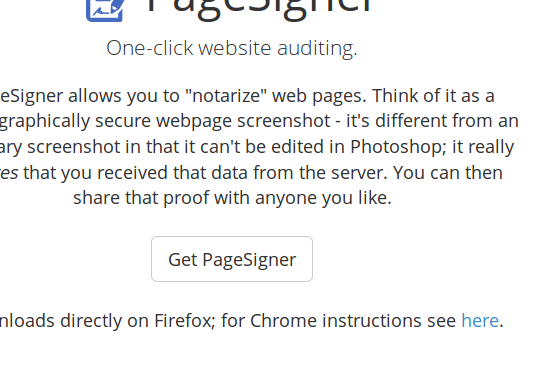 PageSigner
One-click website auditing.
eSigner allows you to "notarize" web pages. Think of it as a
graphically secure webpage screenshot - it's different from an
ary screenshot in that it can't be edited in Photoshop; it really
es that you received that data from the server. You can then
share that proof with anyone you like.
Get PageSigner
nloads directly on Firefox; for Chrome instructions see here.